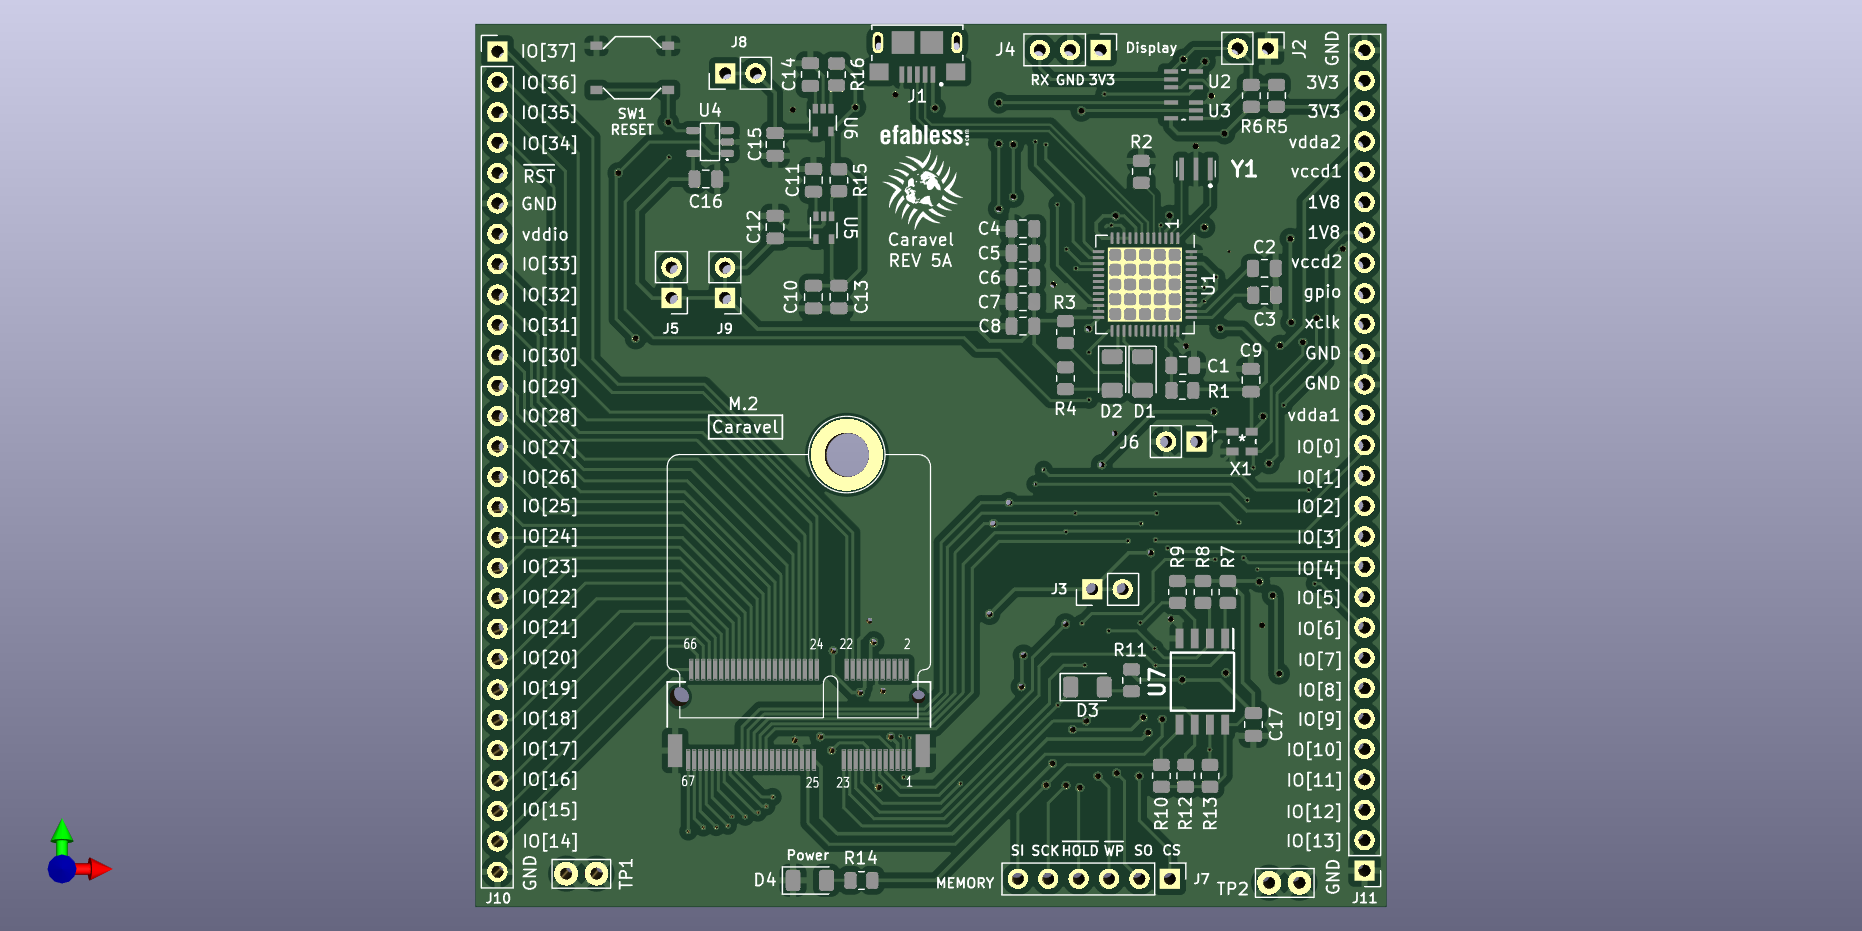 IO[37]
IO[36]
IO[35]
IO[34]
RST
GND
vddio
IO[33]
IO[32]
IO[31]
IO[30]
IO[29]
IO[28]
IO[27]
IO[26]
IO[25]
IO[24]
IO[23]
IO[22]
IO[21]
IO[20]
IO[19]
IO[18]
IO[17]
IO[16]
IO[15]
IO[14]
GND
J10
TP1
SW1
RESET
J8
U4
C16
C14
R16
U6
C15
C11
R15
C12
U5
C10
C13
J5
J9
J1
efabless.com
Caravel
REV 5A
J4
Display
RX GND 3V3
J2
U2
U3
R6
R5
R2
Y1
1
C4
C5
C6
C7
C8
R3
U1
C2
C3
R4
D2
D1
C1
R1
C9
J6
X1
M.2
Caravel
66
24
22
2
67
25
23
1
J3
R9
R8
R7
R11
U7
D3
C17
R10
R12
R13
Power
D4
R14
SI SCK HOLD WP SO CS
MEMORY
J7
TP2
GND
3V3
3V3
vdda2
vccd1
1V8
1V8
vccd2
gpio
xclk
GND
GND
vdda1
IO[0]
IO[1]
IO[2]
IO[3]
IO[4]
IO[5]
IO[6]
IO[7]
IO[8]
IO[9]
IO[10]
IO[11]
IO[12]
IO[13]
GND
J11